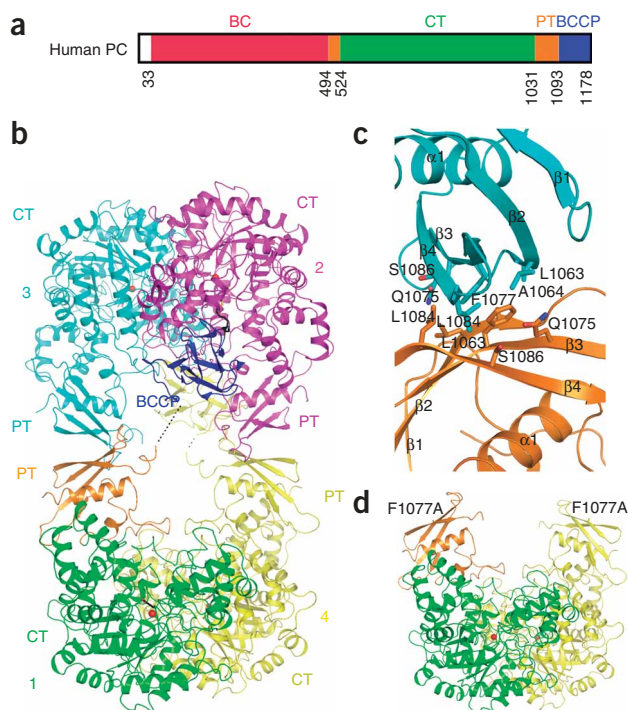 a
BC CT PT BCCP
Human PC
33 494 524 1031 1093 1178
b
CT
CT
3
2
BCCP
PT
PT
PT
PT
4
CT
1
CT
c
α1
β1
β2
β3
β4
S1086
L1063
A1064
Q1075
F1077
Q1075
L1084
L1084
L1063
S1086
β3
β4
β2
β1
α1
d
F1077A F1077A